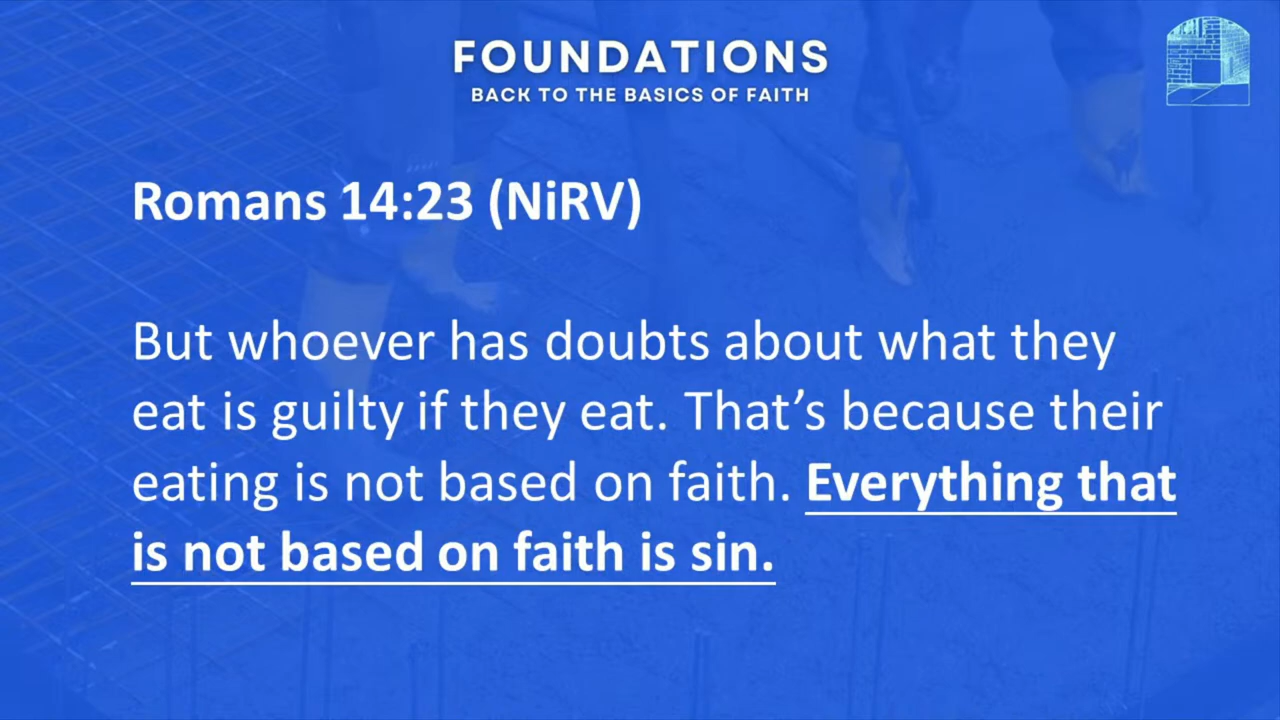 FOUNDATIONS
BACK TO THE BASICS OF FAITH
Romans 14:23 (NiRV)
But whoever has doubts about what they
eat is guilty if they eat. That’s because their
eating is not based on faith. Everything that
is not based on faith is sin.